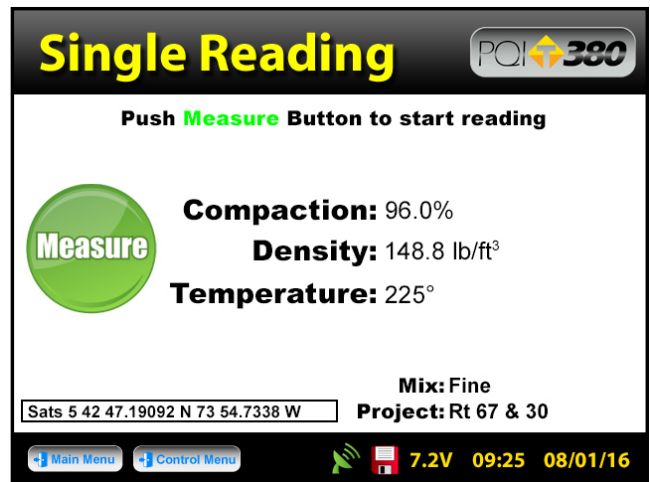 Single Reading
PQI T 380
Push Measure Button to start reading
Measure
Compaction: 96.0%
Density: 148.8 lb/ft³
Temperature: 225°
Mix: Fine
Sats 5 42 47.19092 N 73 54.7338 W
Project: Rt 67 & 30
Main Menu
Control Menu
7.2V 09:25 08/01/16